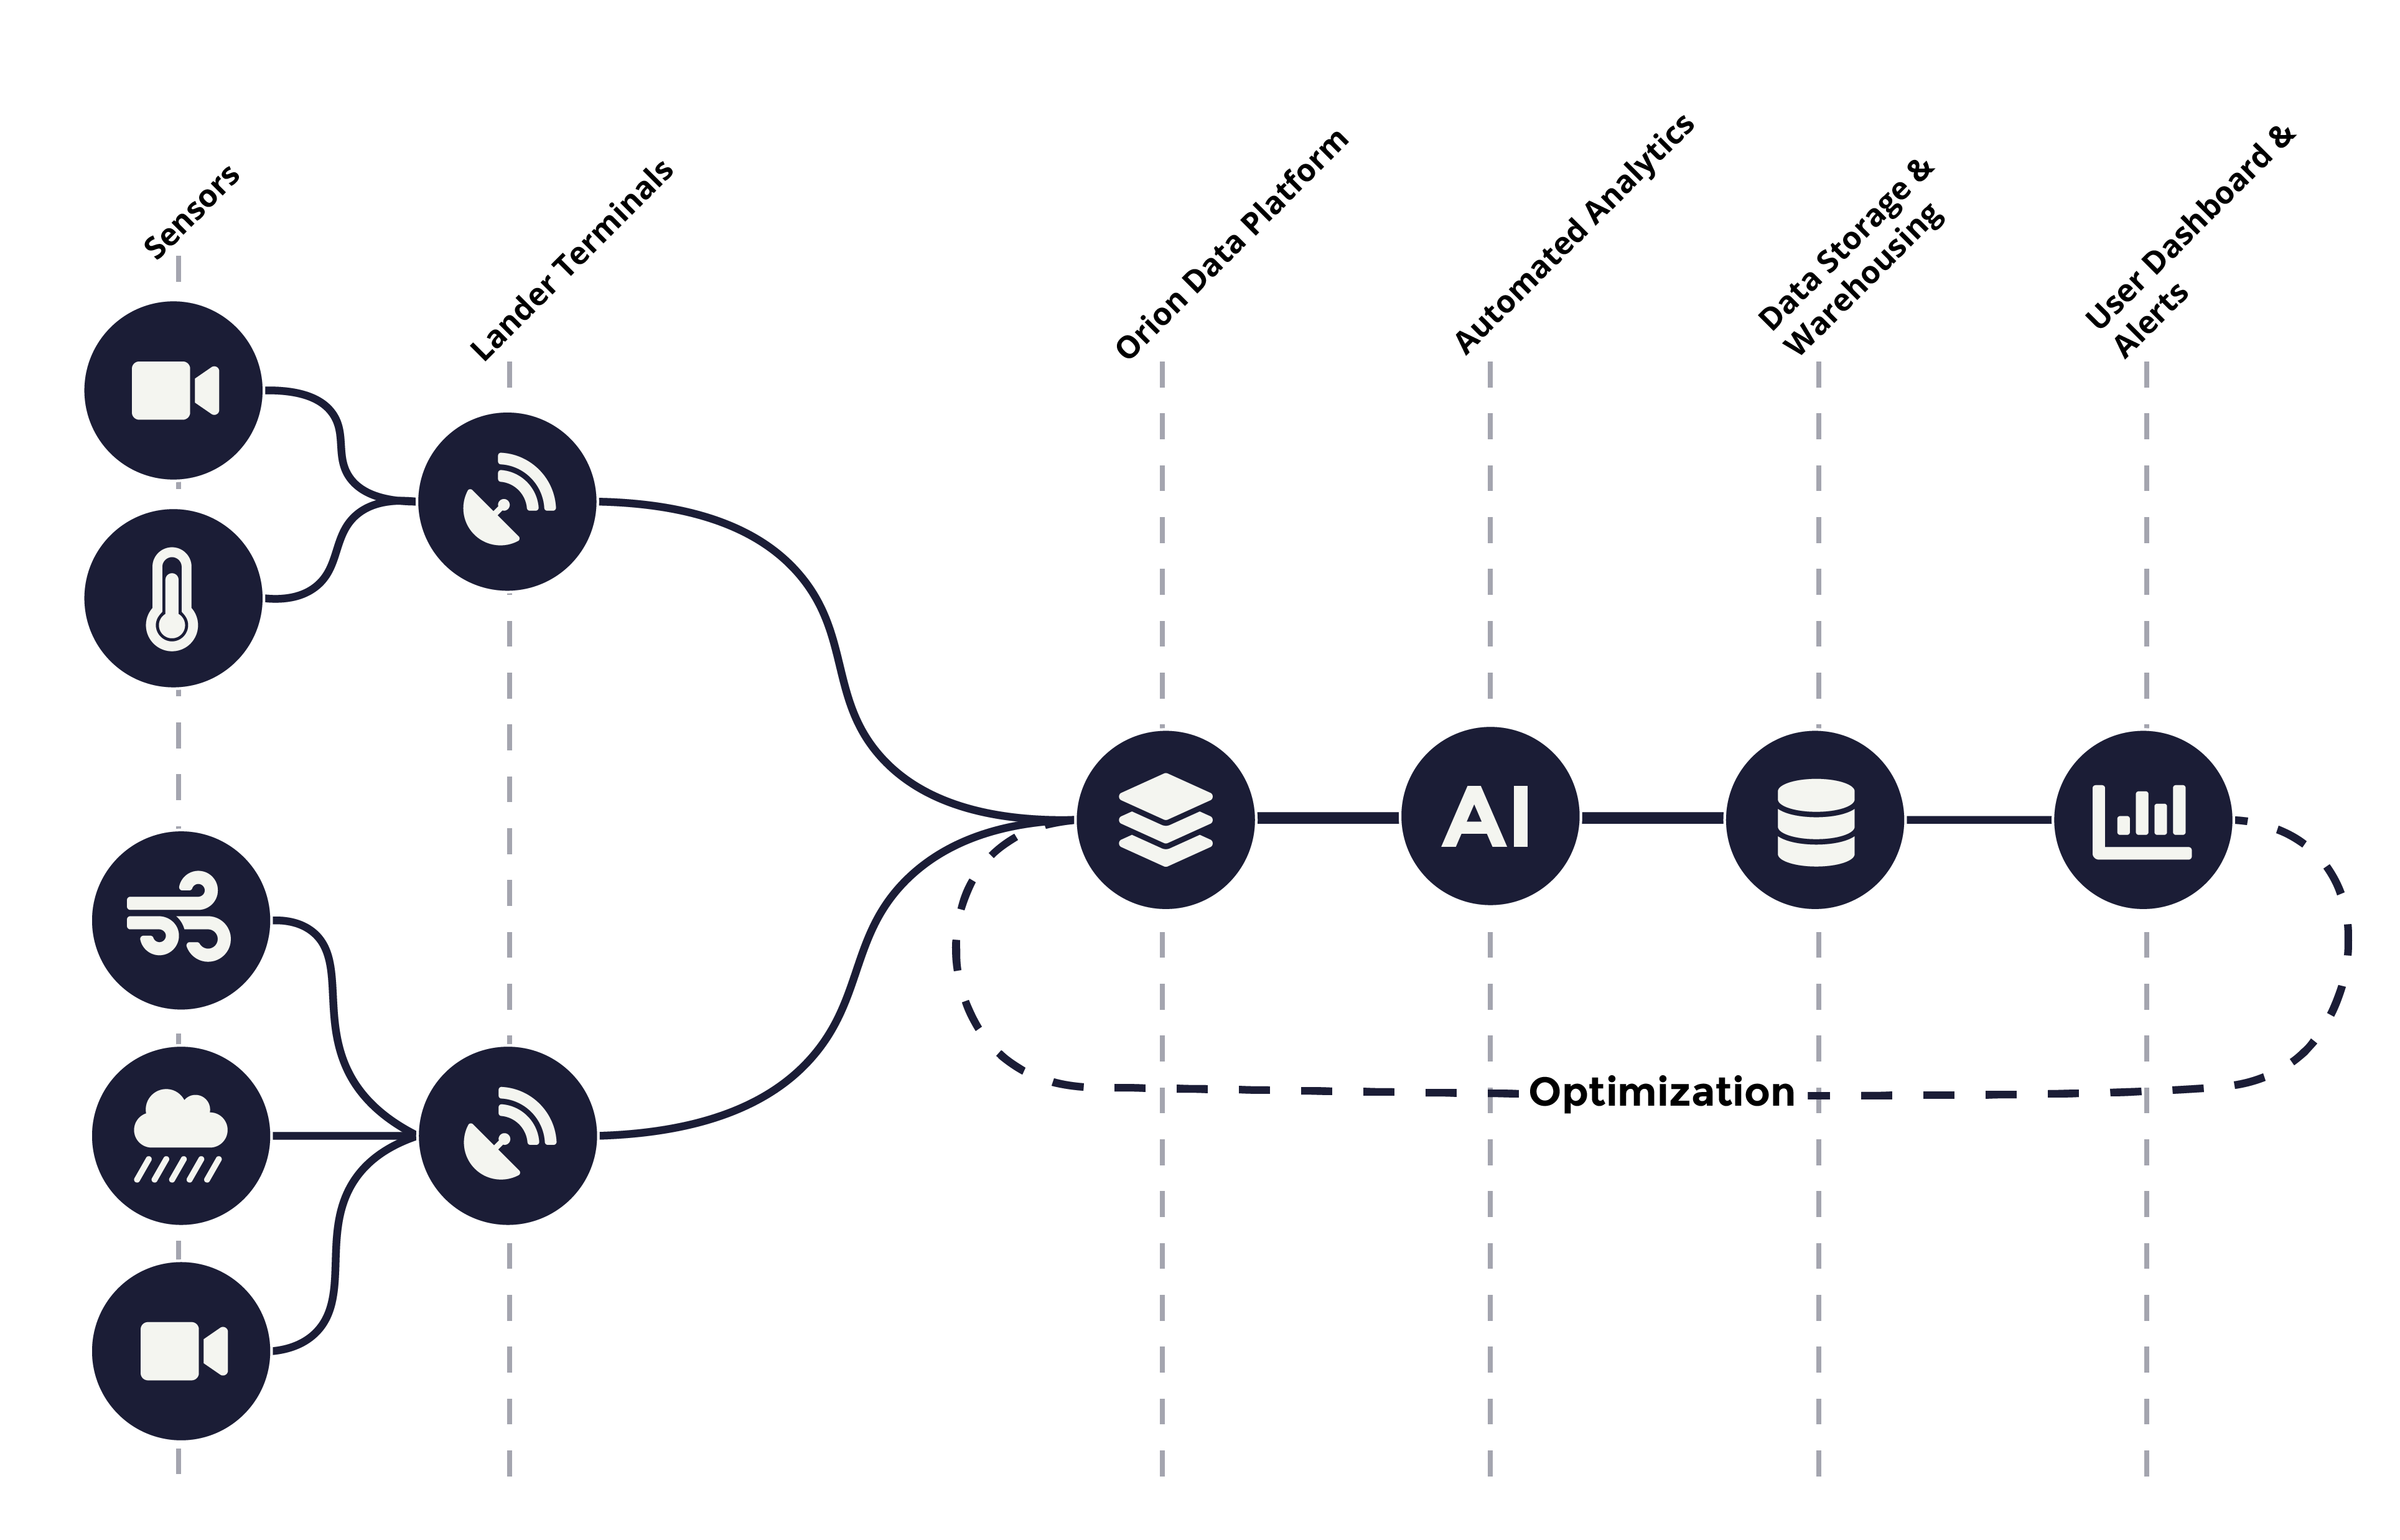 Sensors
Lander Terminals
Orion Data Platform
Automated Analytics
Data Storage &
Warehousing
User Dashboard &
Alerts
AI
Optimization